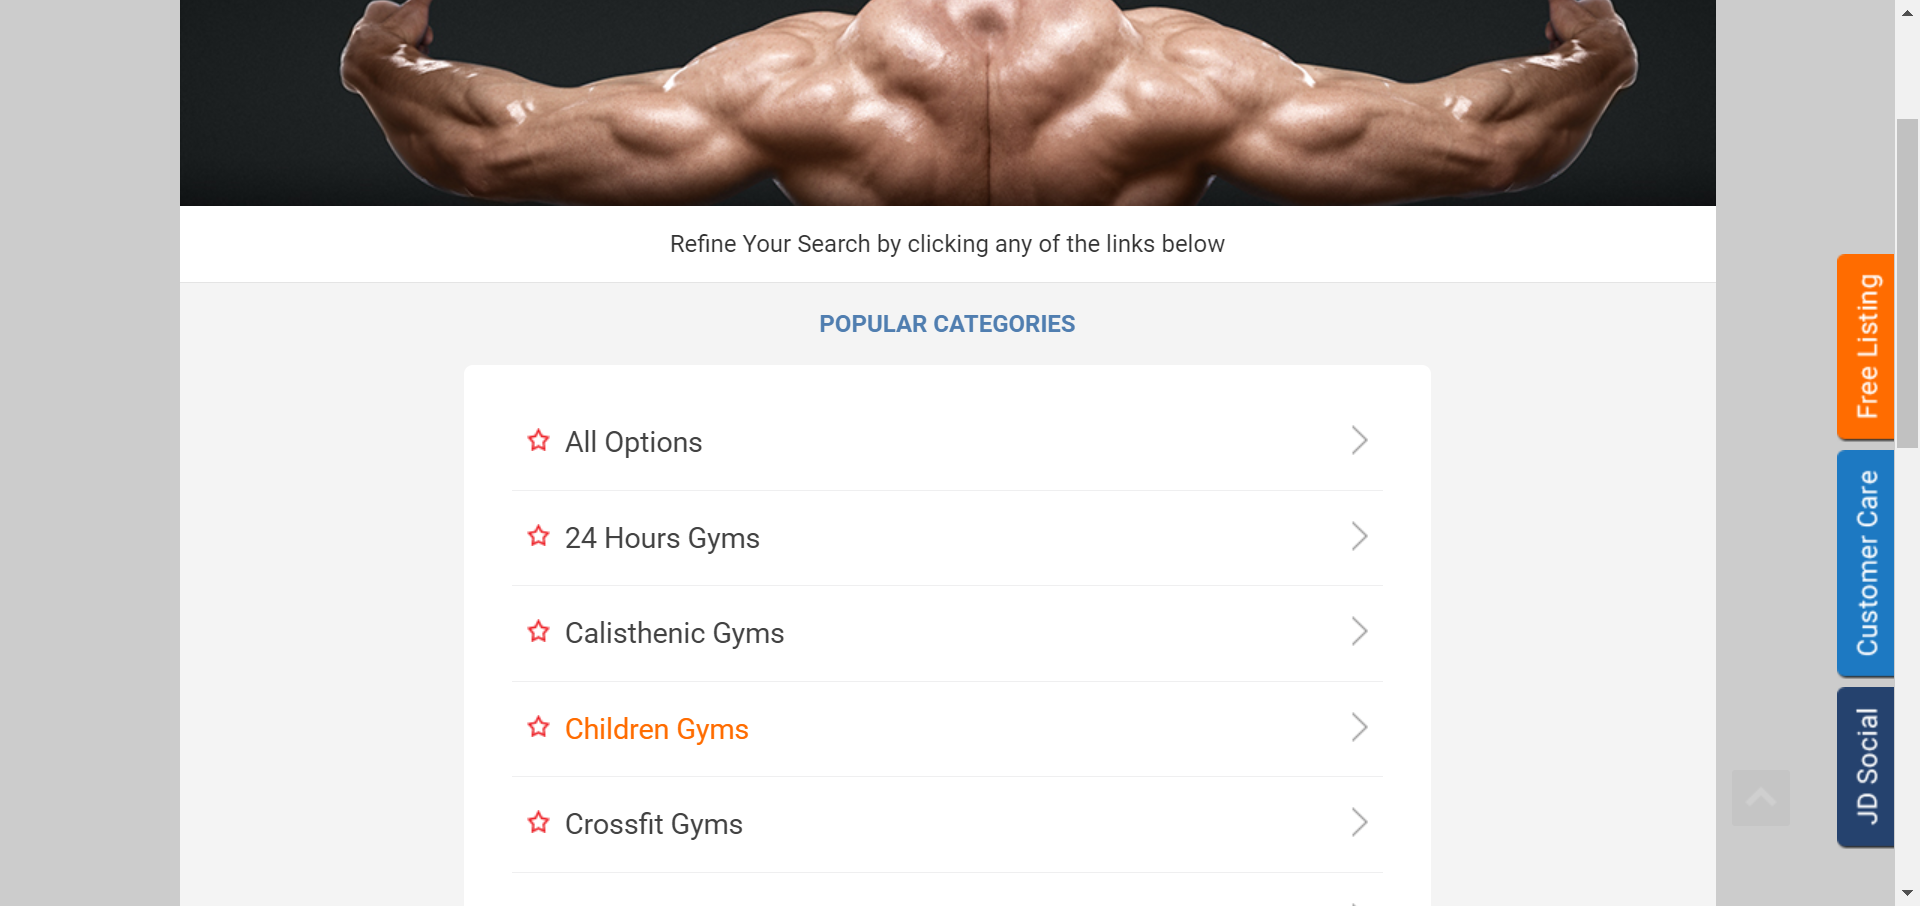 Refine Your Search by clicking any of the links below
POPULAR CATEGORIES
All Options
24 Hours Gyms
Calisthenic Gyms
Children Gyms
Crossfit Gyms
Free Listing
Customer Care
JD Social